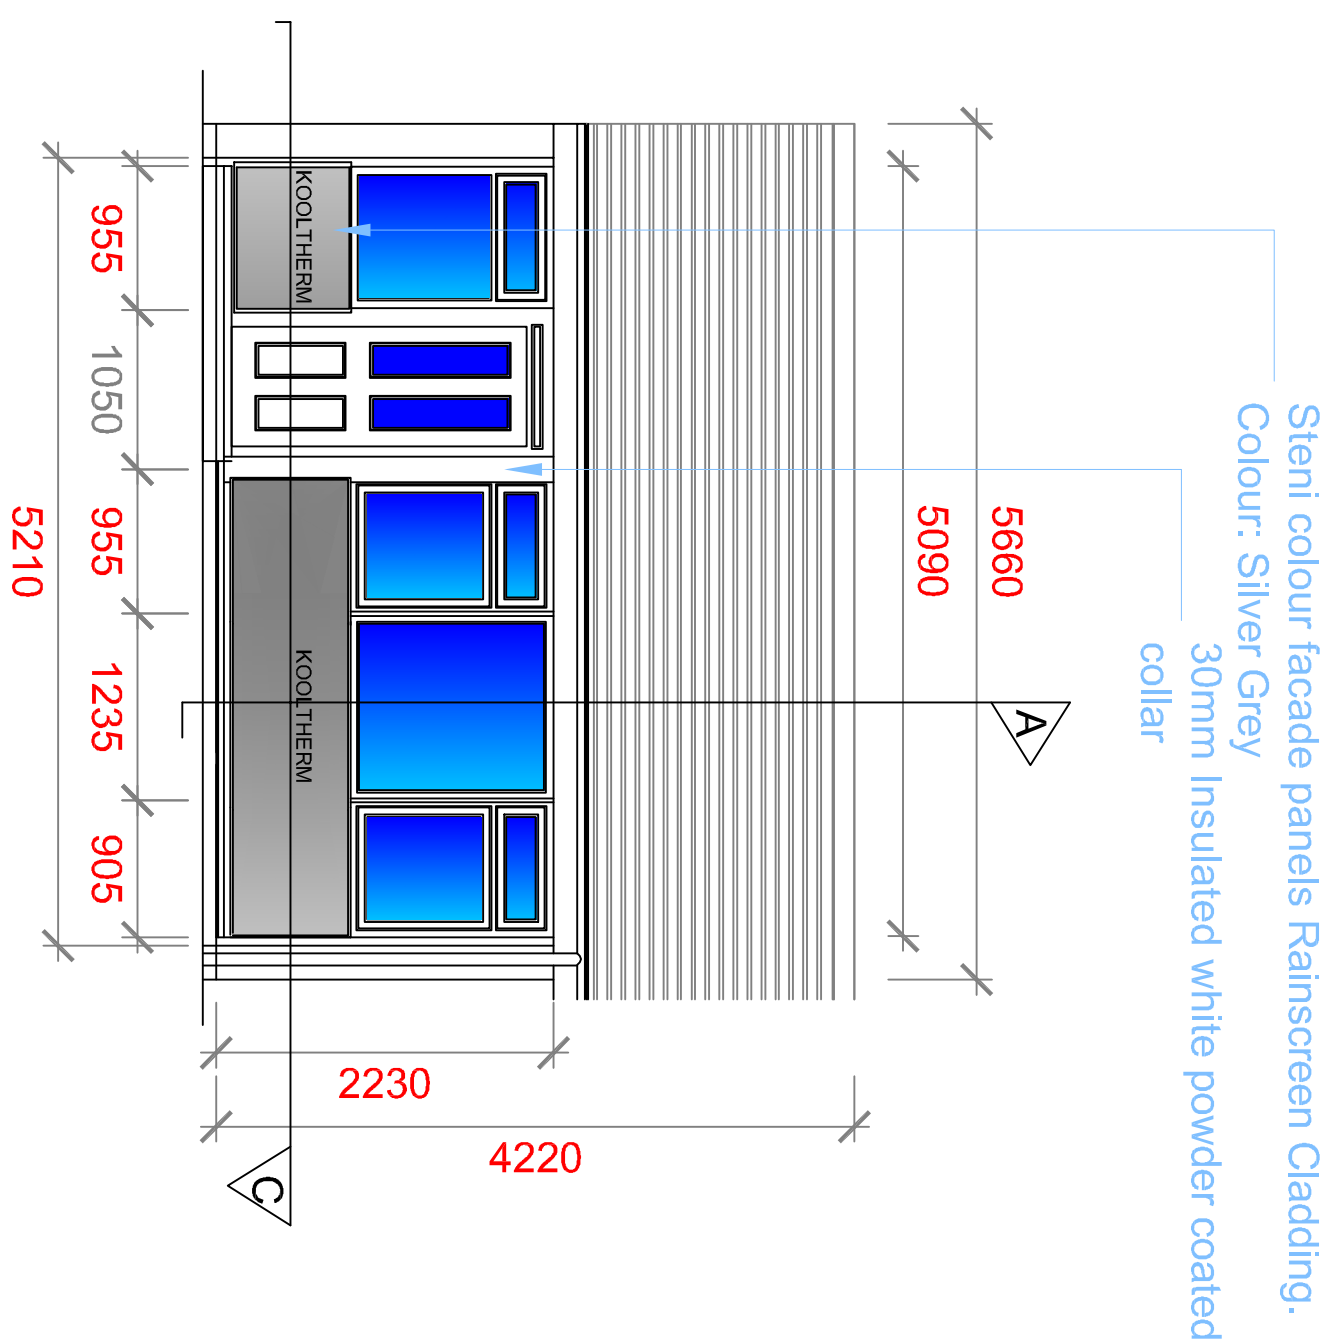 Steni colour facade panels Rainscreen Cladding.
Colour: Silver Grey
30mm Insulated white powder coated
collar
A
5660
5090
KOOLTHERM
KOOLTHERM
C
2230
4220
955
1050
955
1235
905
5210